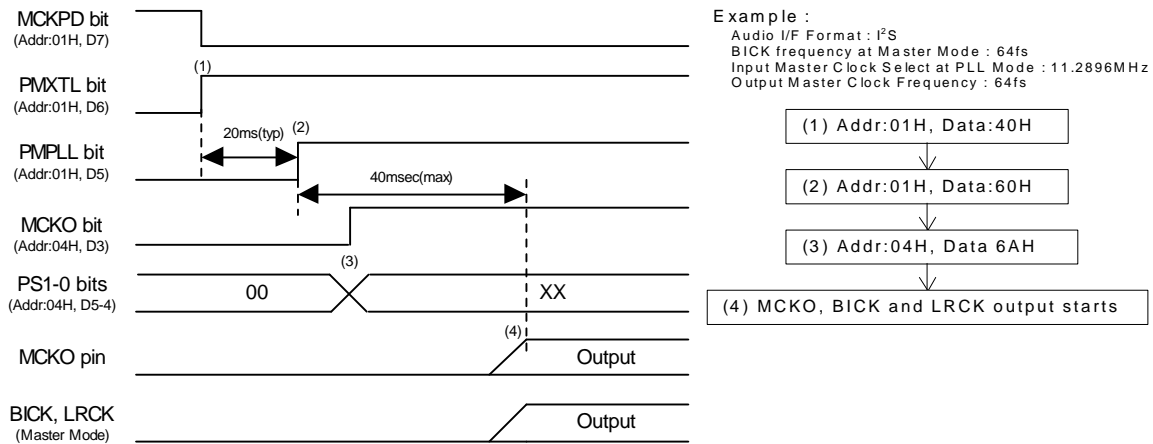 MCKPD bit
(Addr:01H, D7)
(1)
PMXTL bit
(Addr:01H, D6)
20ms(typ)
(2)
PMPLL bit
(Addr:01H, D5)
40msec(max)
MCKO bit
(Addr:04H, D3)
(3)
PS1-0 bits
(Addr:04H, D5-4)
00
XX
(4)
MCKO pin
Output
BICK, LRCK
(Master Mode)
Output
Example :
Audio I/F Format : I²S
BICK frequency at Master Mode : 64fs
Input Master Clock Select at PLL Mode : 11.2896MHz
Output Master Clock Frequency : 64fs
(1) Addr:01H, Data:40H
(2) Addr:01H, Data:60H
(3) Addr:04H, Data 6AH
(4) MCKO, BICK and LRCK output starts